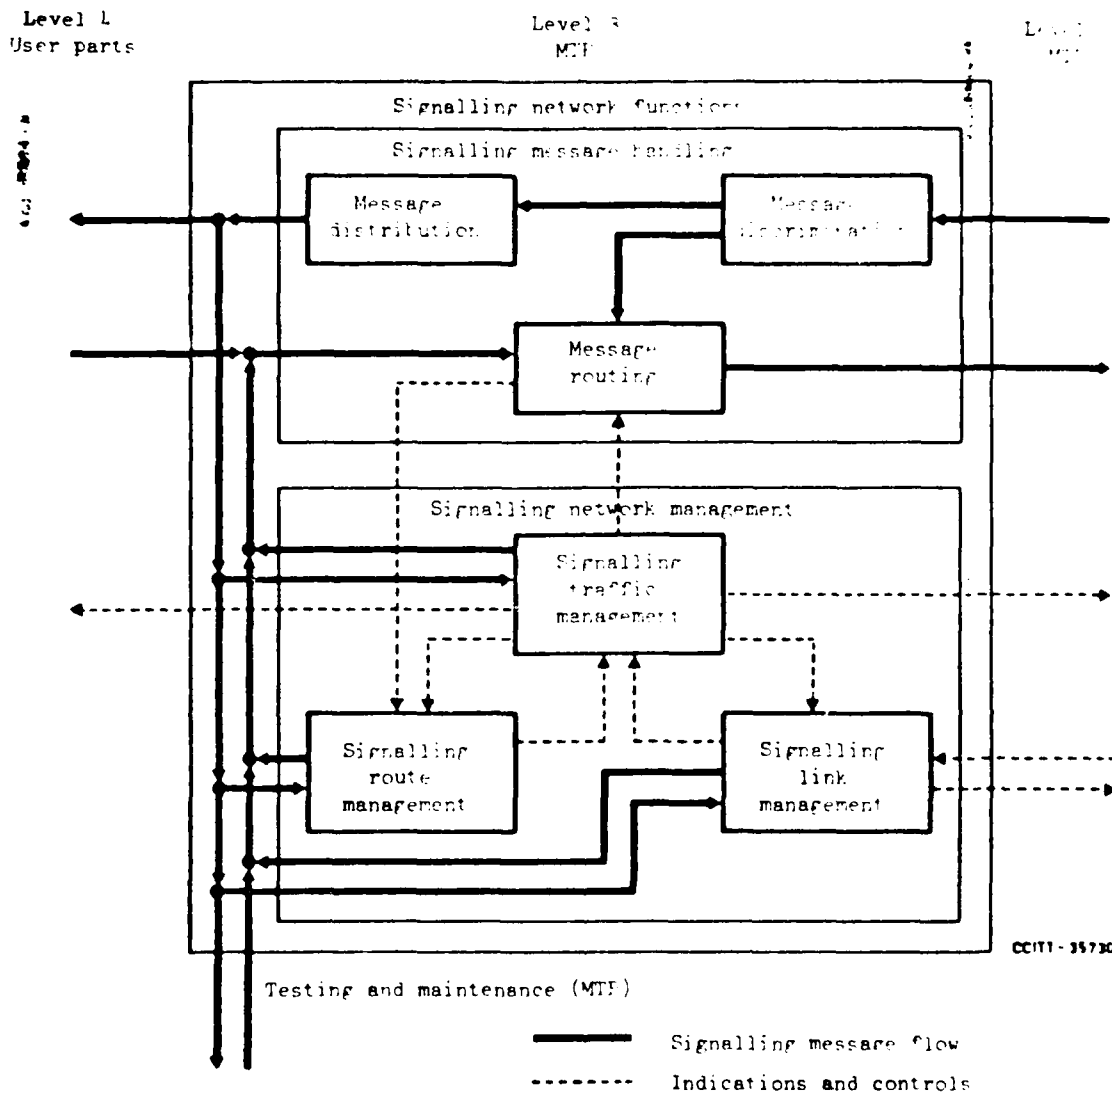 Level 4
User parts
Level 3
MTP
Signalling network functions
Signalling message handling
Message
distribution
Message
discrimination
Message
routing
Signalling network management
Signalling
traffic
management
Signalling
route
management
Signalling
link
management
CCITT-35730
Testing and maintenance (MTP)
Signalling message flow
Indications and controls